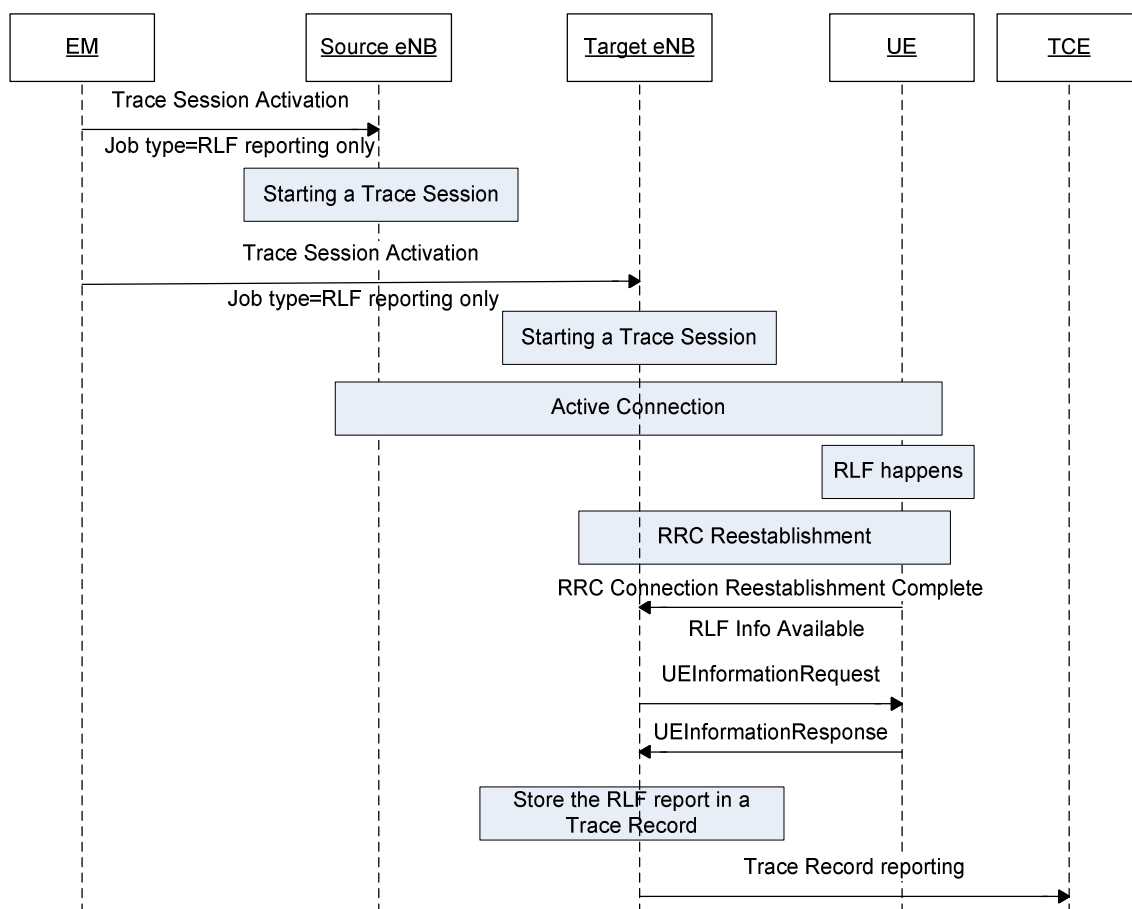 EM
Source eNB
Target eNB
UE
TCE
Trace Session Activation
Job type=RLF reporting only
Starting a Trace Session
Trace Session Activation
Job type=RLF reporting only
Starting a Trace Session
Active Connection
RLF happens
RRC Reestablishment
RRC Connection Reestablishment Complete
RLF Info Available
UEInformationRequest
UEInformationResponse
Store the RLF report in a
Trace Record
Trace Record reporting